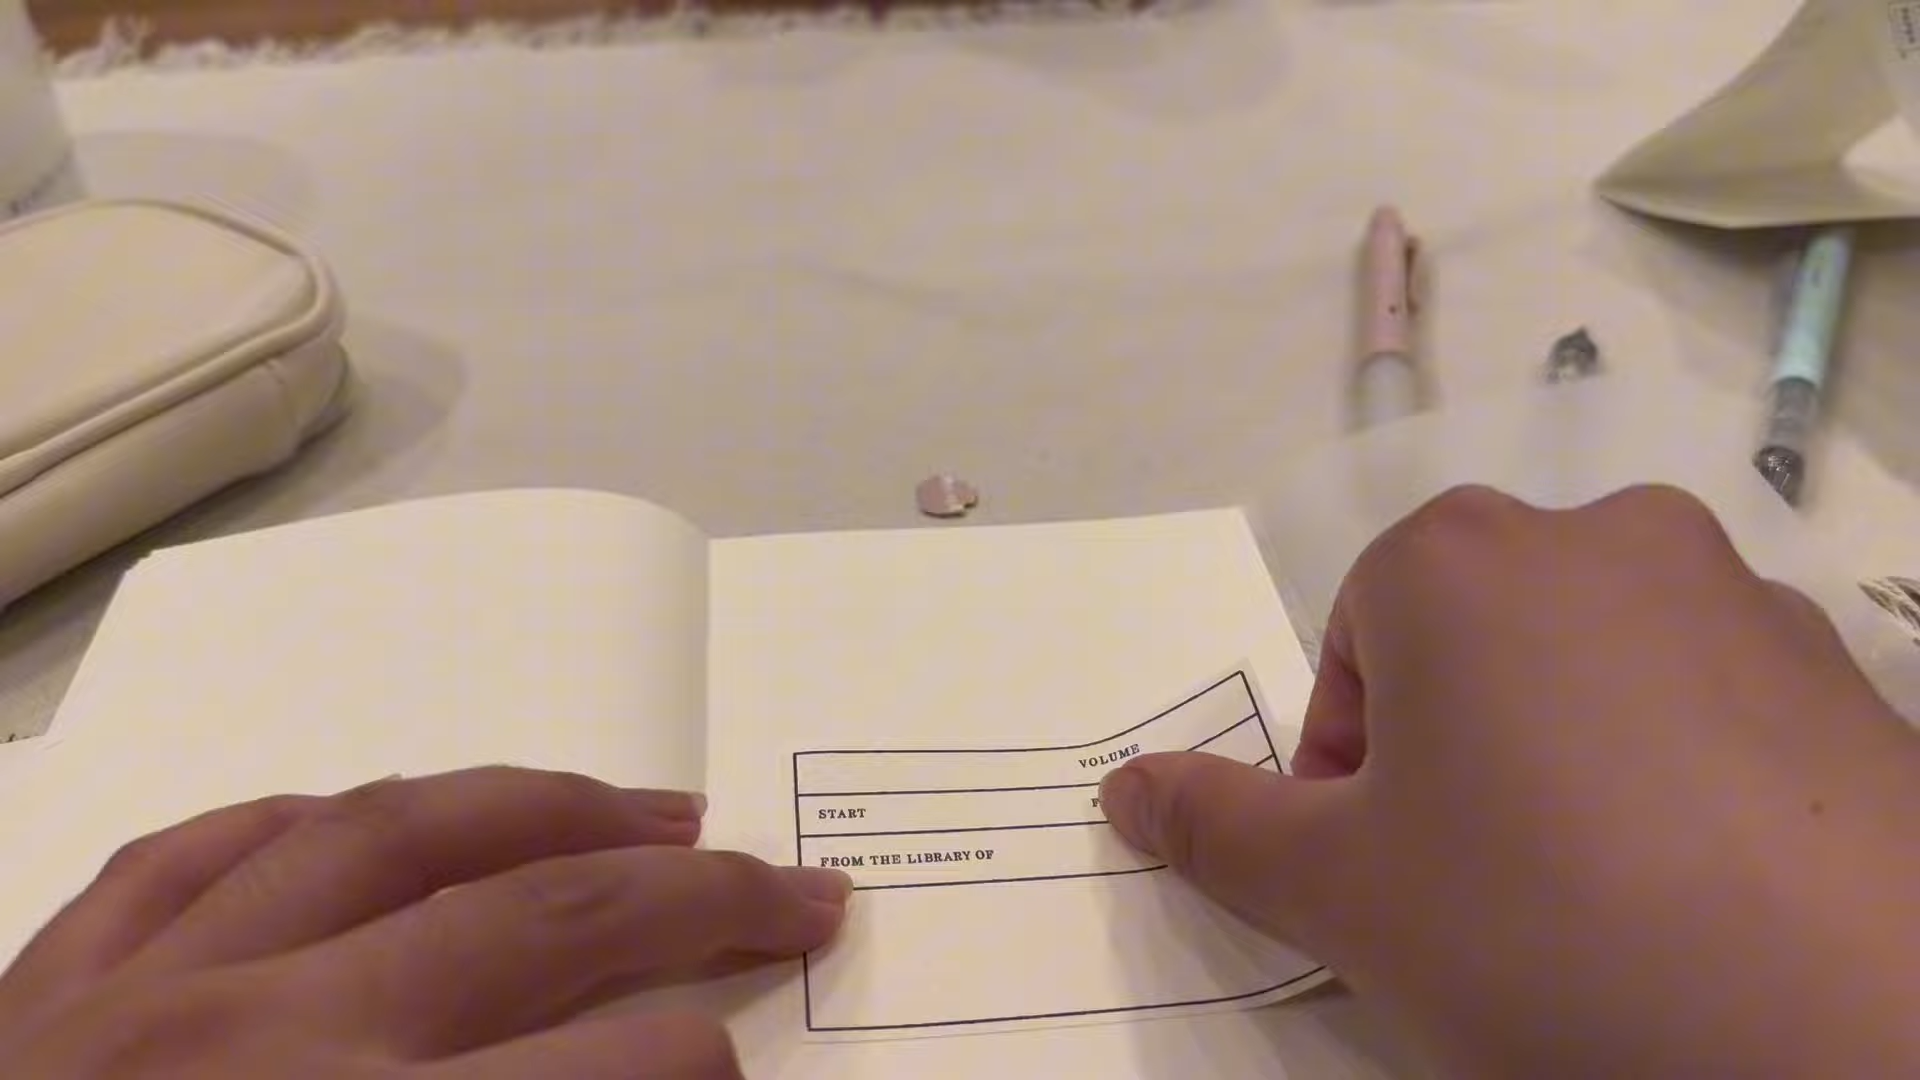 VOLUME
START
FROM THE LIBRARY OF